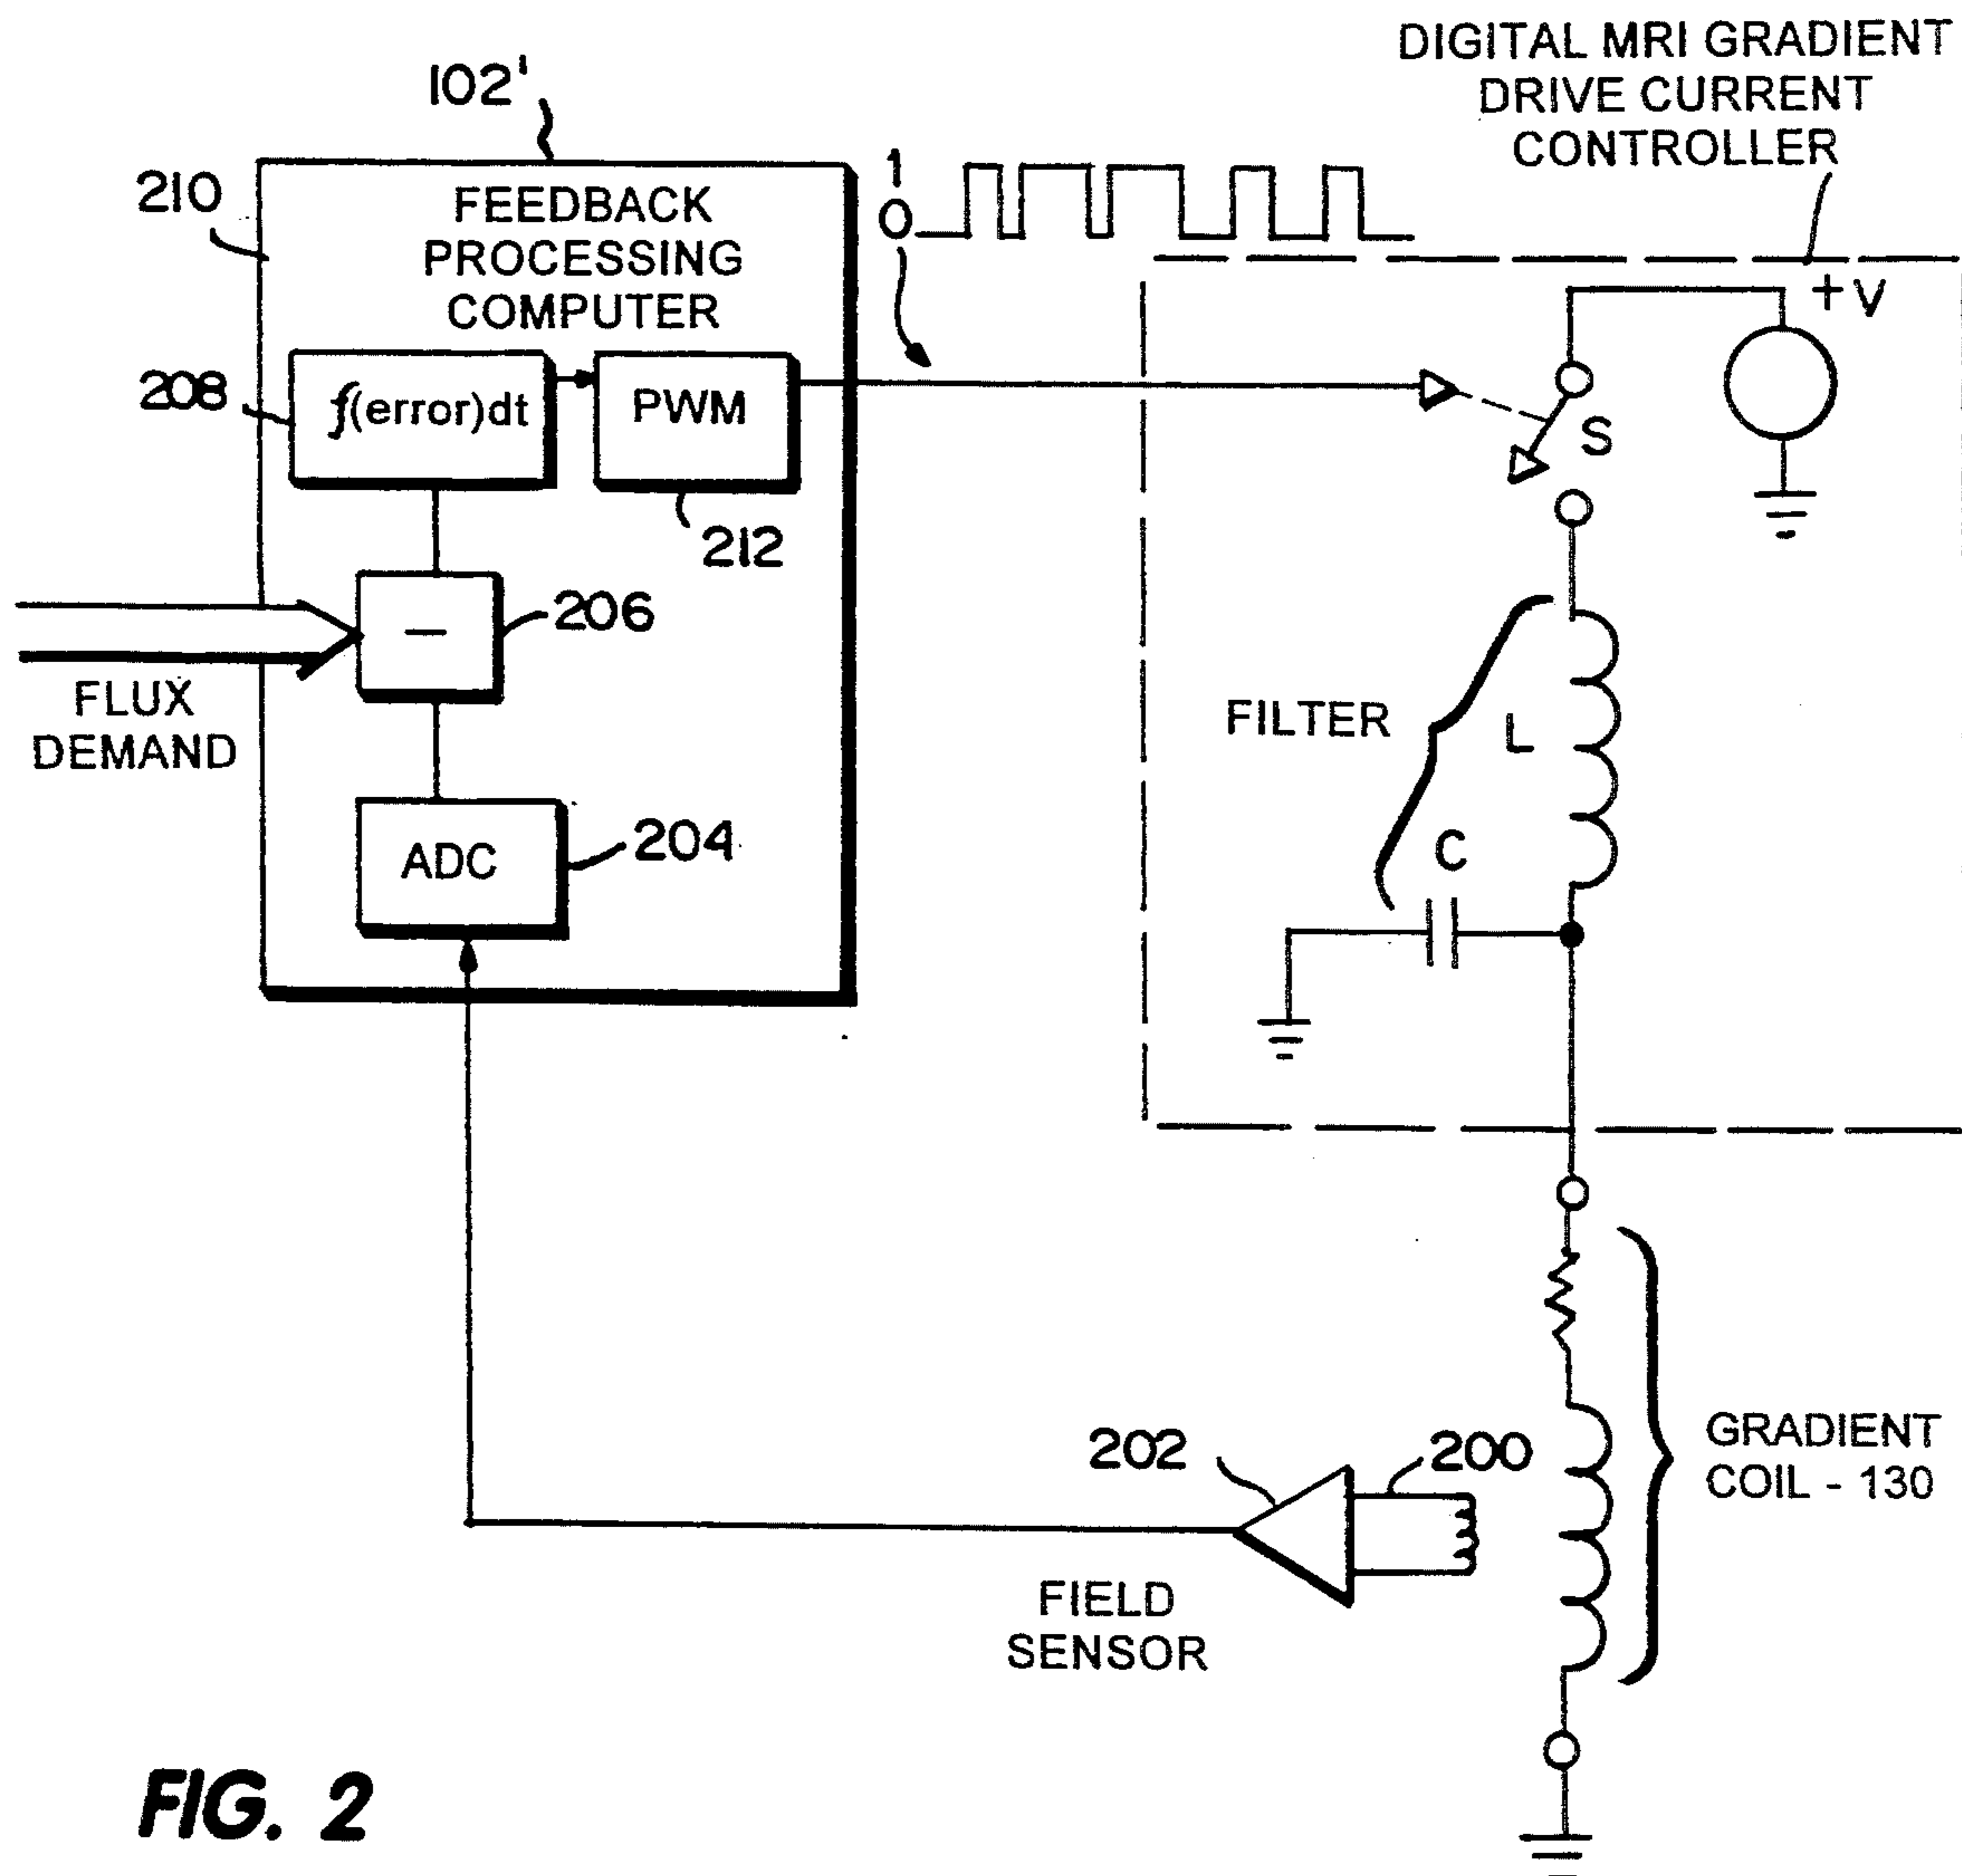 DIGITAL MRI GRADIENT
DRIVE CURRENT
CONTROLLER
102'
210
FEEDBACK
PROCESSING
COMPUTER
1
0
+V
208
∫(error)dt
PWM
S
212
206
−
FLUX
DEMAND
FILTER
L
C
ADC
204
202
200
GRADIENT
COIL - 130
FIELD
SENSOR
FIG. 2